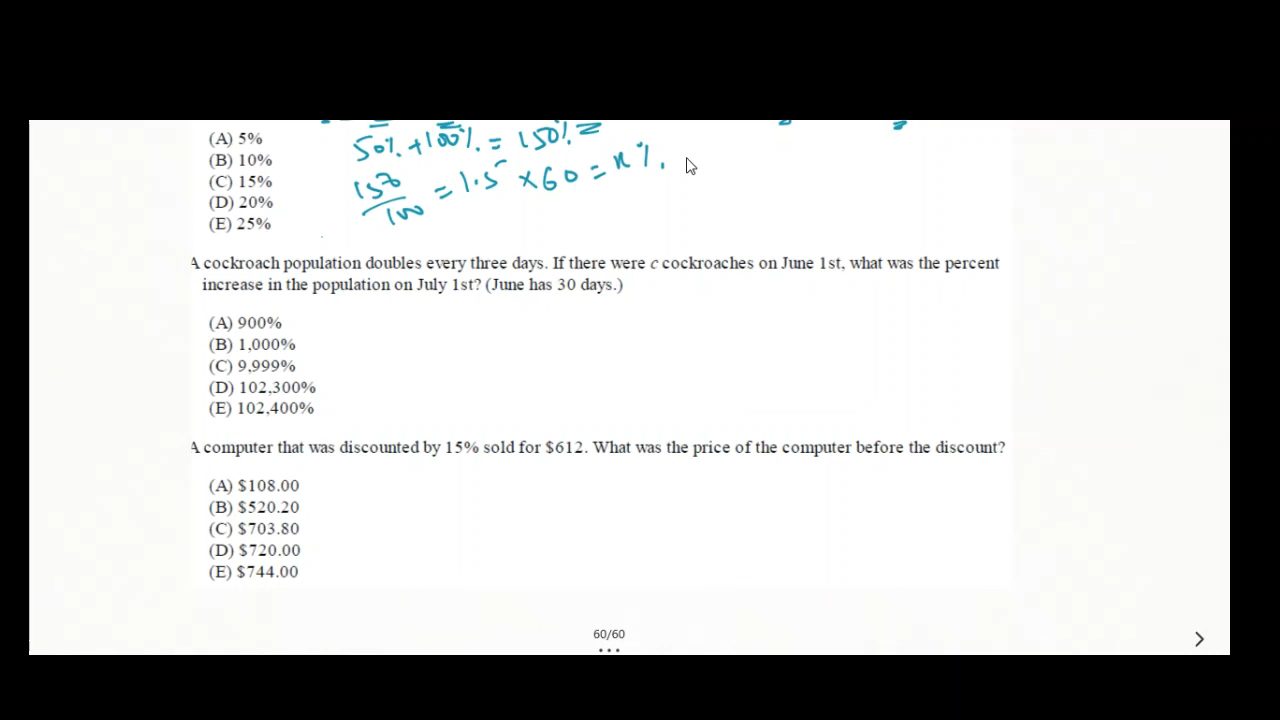 (A) 5%
50% + 100% = 150%
(B) 10%
(C) 15%
150/100 = 1.5 × 60 = x%.
(D) 20%
(E) 25%
A cockroach population doubles every three days. If there were c cockroaches on June 1st, what was the percent
increase in the population on July 1st? (June has 30 days.)
(A) 900%
(B) 1,000%
(C) 9,999%
(D) 102,300%
(E) 102,400%
A computer that was discounted by 15% sold for $612. What was the price of the computer before the discount?
(A) $108.00
(B) $520.20
(C) $703.80
(D) $720.00
(E) $744.00
60/60